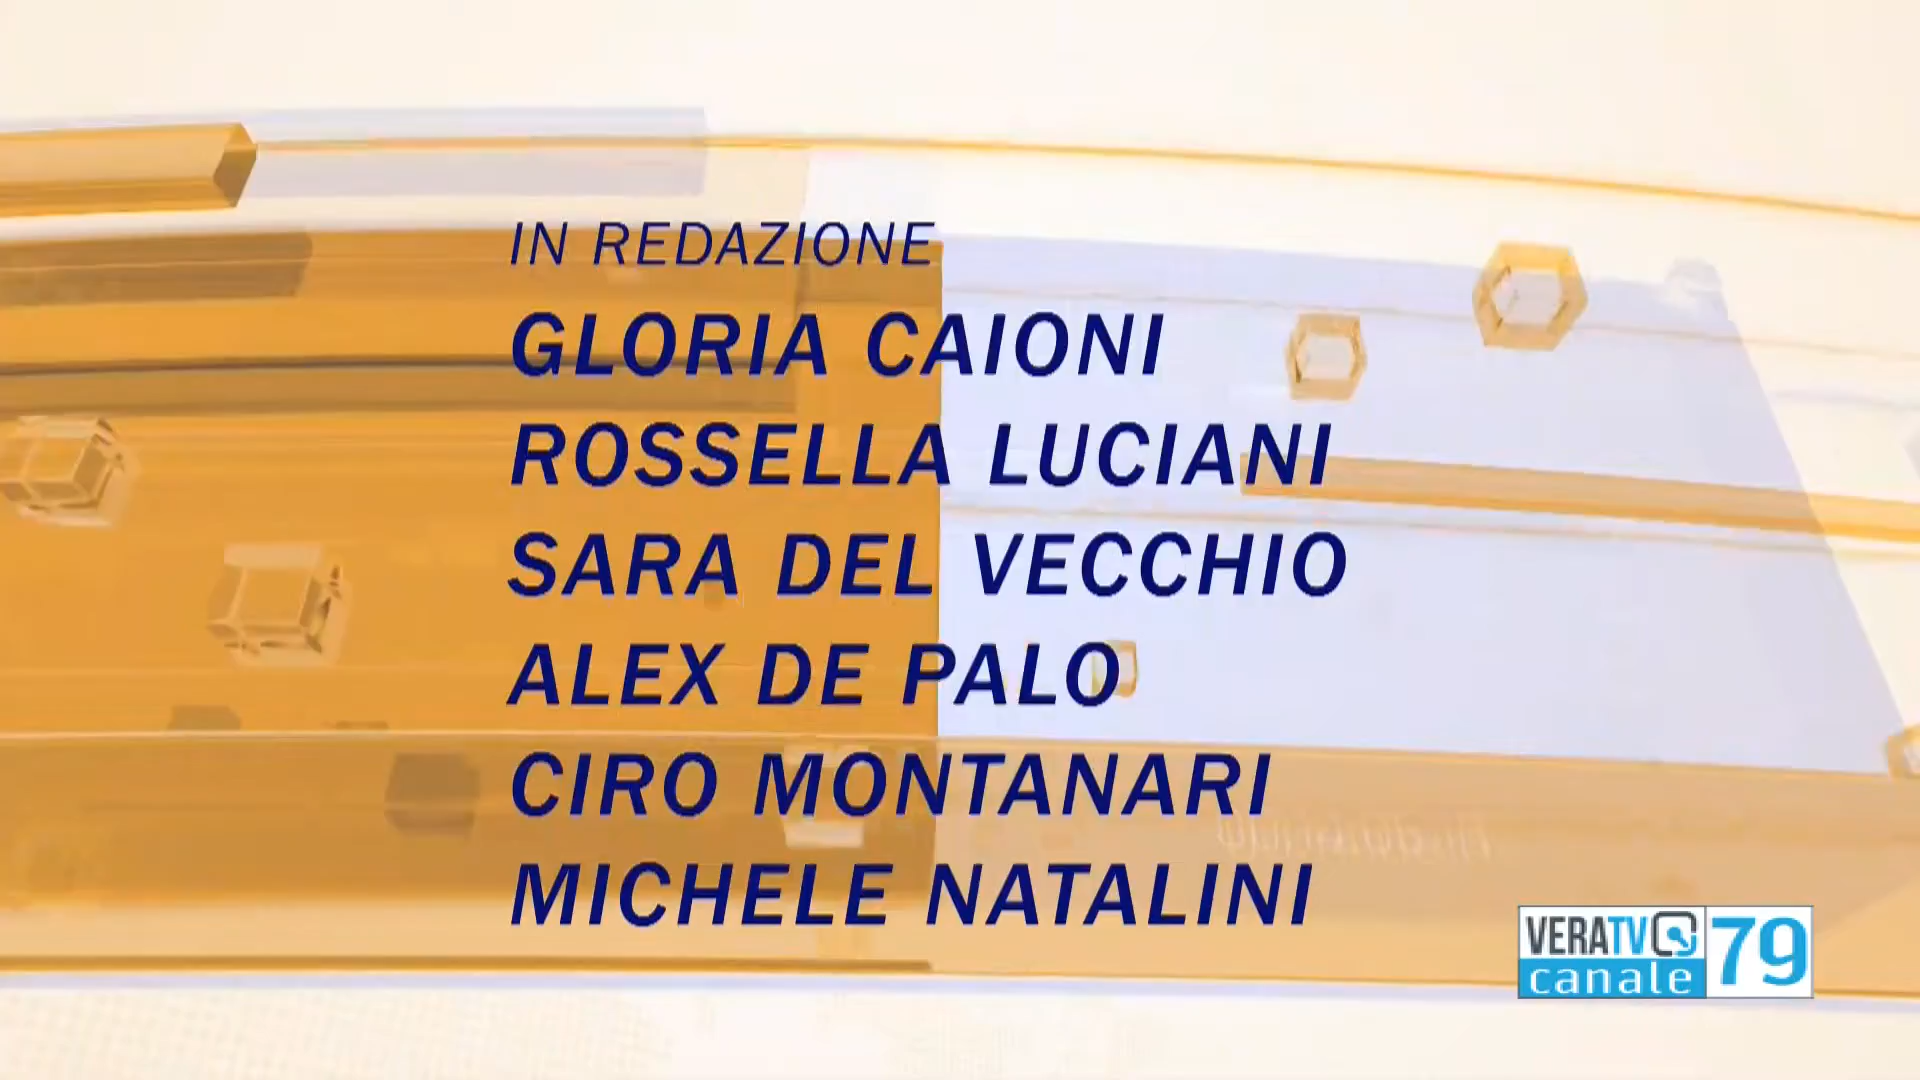 IN REDAZIONE
GLORIA CAIONI
ROSSELLA LUCIANI
SARA DEL VECCHIO
ALEX DE PALO
CIRO MONTANARI
MICHELE NATALINI
VERATV
canale 79